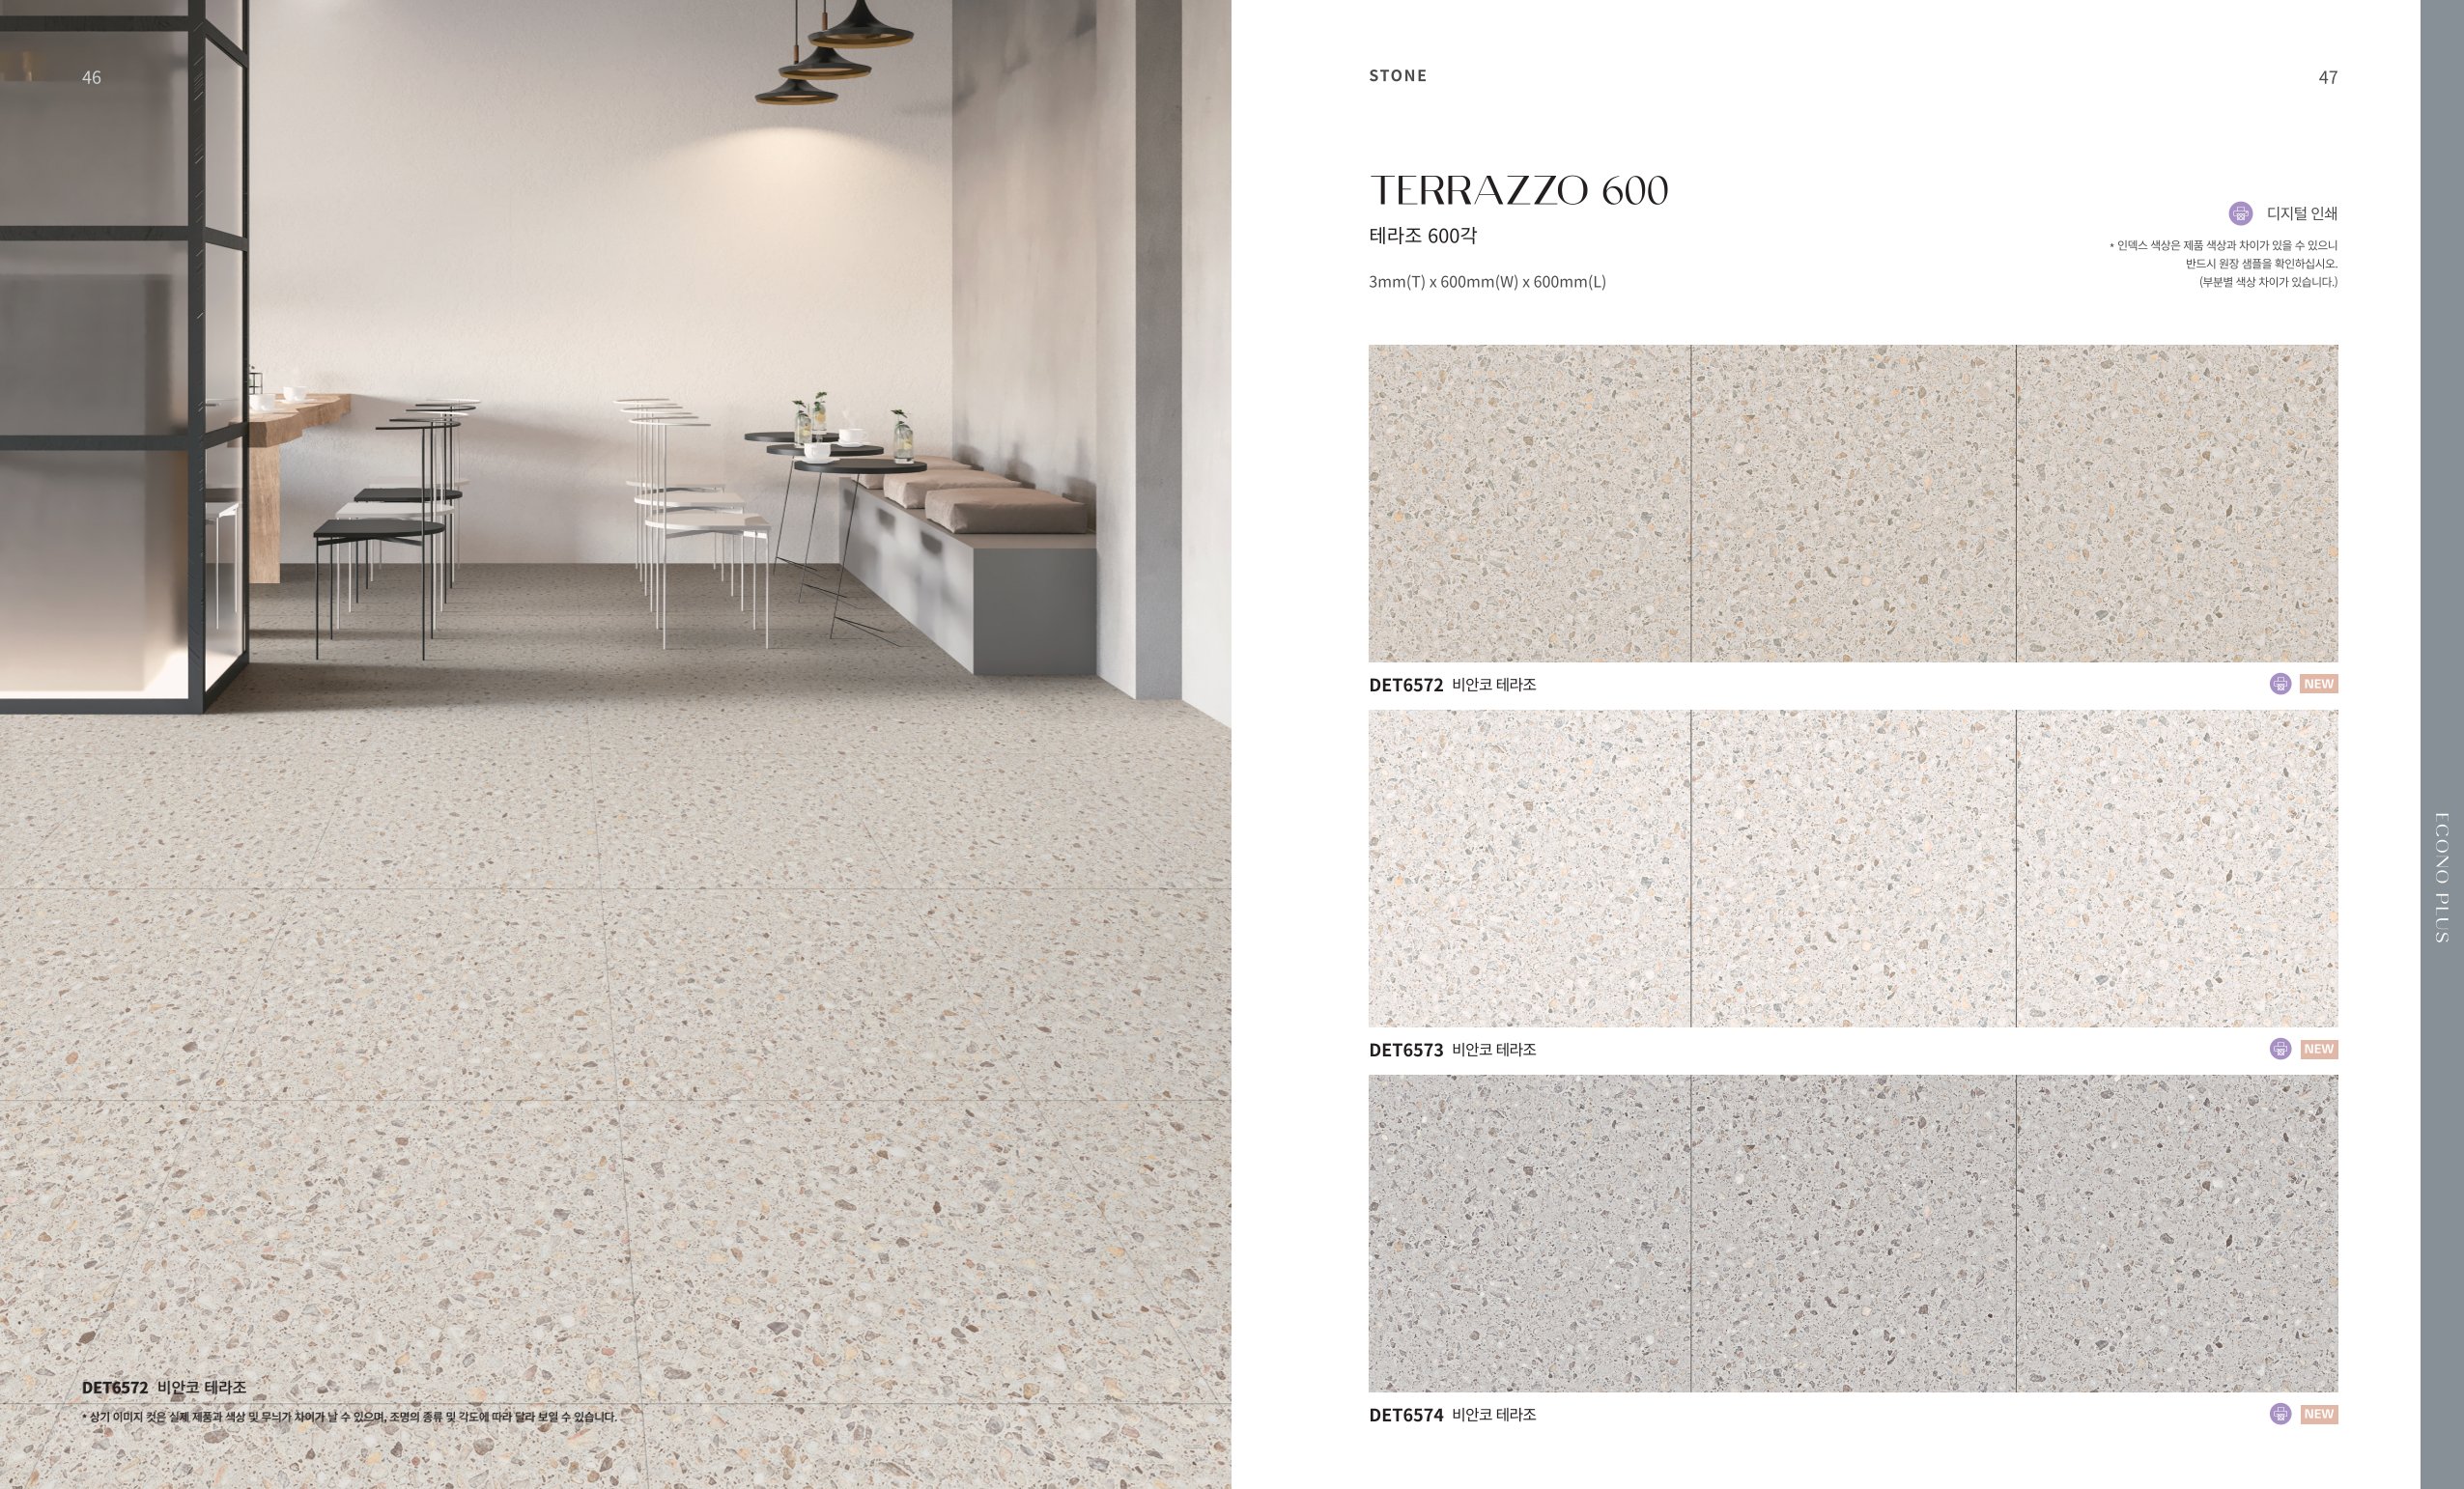 46
DET6572 비안코 테라조
* 상기 이미지 컷은 실제 제품과 색상 및 무늬가 차이가 날 수 있으며, 조명의 종류 및 각도에 따라 달라 보일 수 있습니다.
STONE
47
TERRAZZO 600
테라조 600각
3mm(T) x 600mm(W) x 600mm(L)
디지털 인쇄
* 인덱스 색상은 제품 색상과 차이가 있을 수 있으니
반드시 원장 샘플을 확인하십시오.
(부분별 색상 차이가 있습니다.)
DET6572 비안코 테라조
NEW
DET6573 비안코 테라조
NEW
DET6574 비안코 테라조
NEW
ECONO PLUS